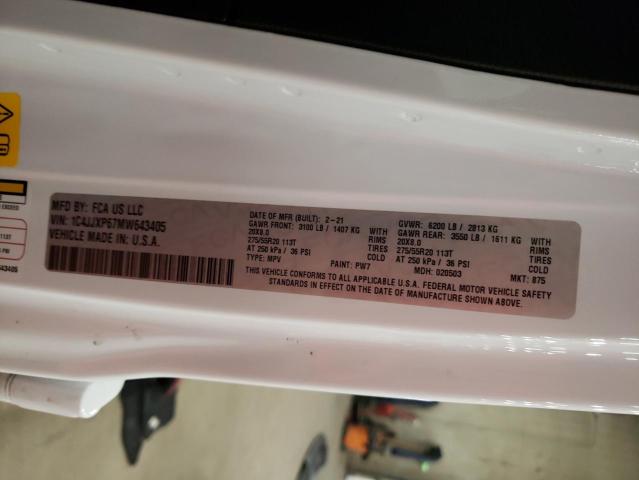 MFD BY: FCA US LLC
VIN: 1C4JJXP67MW643405
VEHICLE MADE IN: U.S.A.
DATE OF MFR (BUILT): 2-21
GAWR FRONT: 3100 LB / 1407 KG WITH
20X8.0 RIMS
275/55R20 113T TIRES
AT 250 kPa / 36 PSI COLD
TYPE: MPV PAINT: PW7
GVWR: 6200 LB / 2813 KG
GAWR REAR: 3550 LB / 1611 KG WITH
20X8.0 RIMS
275/55R20 113T TIRES
AT 250 kPa / 36 PSI COLD
MDH: 020503 MKT: 875
THIS VEHICLE CONFORMS TO ALL APPLICABLE U.S.A. FEDERAL MOTOR VEHICLE SAFETY
STANDARDS IN EFFECT ON THE DATE OF MANUFACTURE SHOWN ABOVE.
EXCEED
113T
PSI
643405